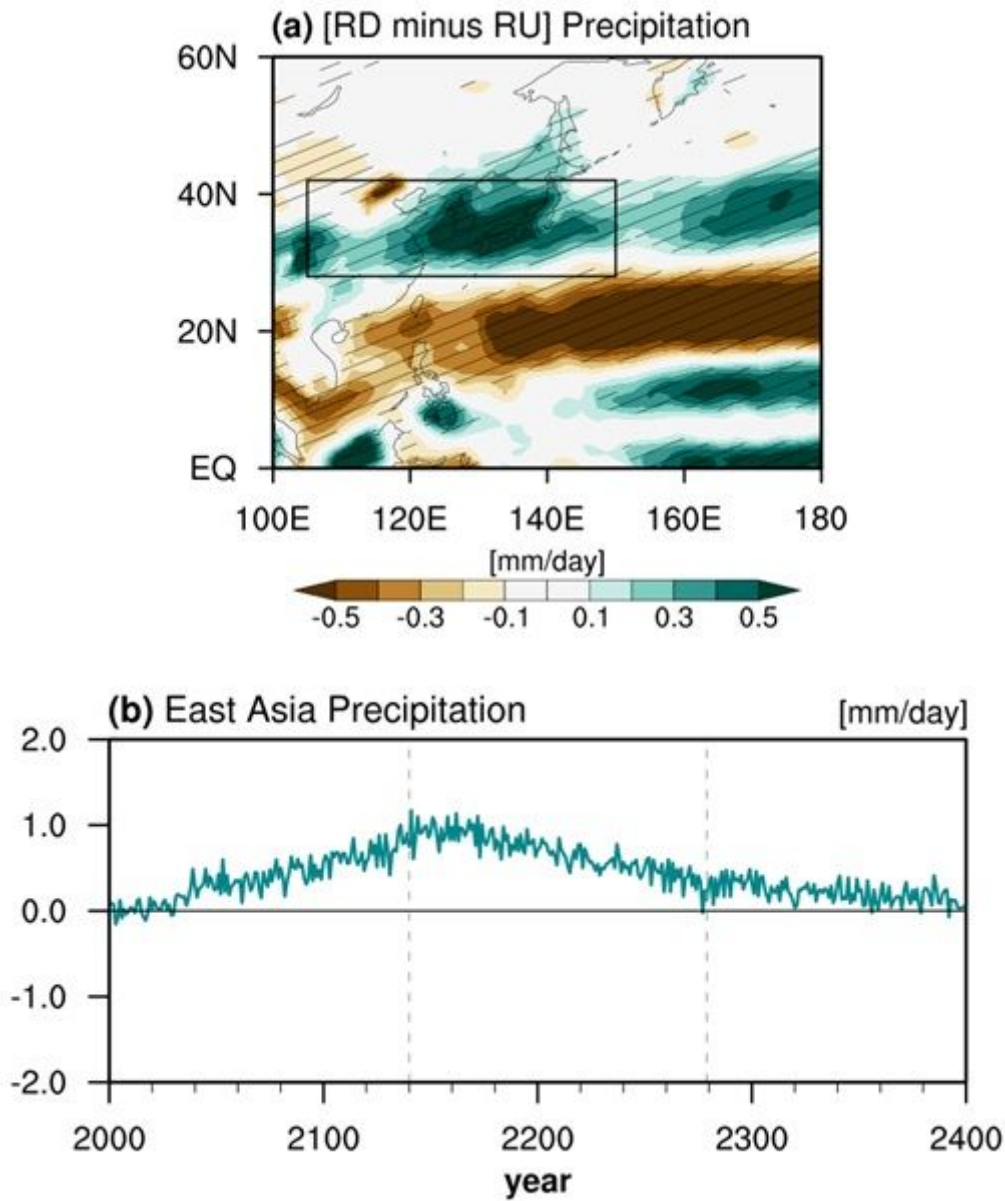 (a) [RD minus RU] Precipitation
60N
40N
20N
EQ
100E 120E 140E 160E 180
[mm/day]
-0.5 -0.3 -0.1 0.1 0.3 0.5
(b) East Asia Precipitation [mm/day]
2.0
1.0
0.0
-1.0
-2.0
2000 2100 2200 2300 2400
year